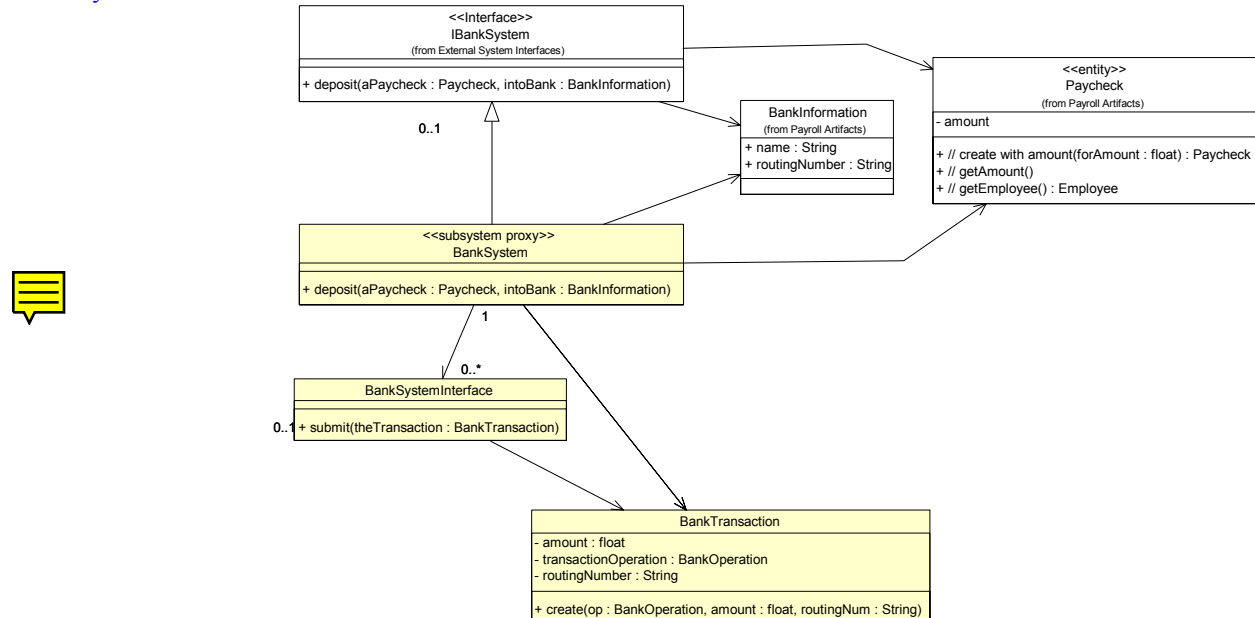 <<Interface>>
IBankSystem
(from External System Interfaces)
+ deposit(aPaycheck : Paycheck, intoBank : BankInformation)
<<entity>>
Paycheck
(from Payroll Artifacts)
- amount
+ // create with amount(forAmount : float) : Paycheck
+ // getAmount()
+ // getEmployee() : Employee
BankInformation
(from Payroll Artifacts)
+ name : String
+ routingNumber : String
0..1
<<subsystem proxy>>
BankSystem
+ deposit(aPaycheck : Paycheck, intoBank : BankInformation)
1
0..*
BankSystemInterface
0..1
+ submit(theTransaction : BankTransaction)
BankTransaction
- amount : float
- transactionOperation : BankOperation
- routingNumber : String
+ create(op : BankOperation, amount : float, routingNum : String)